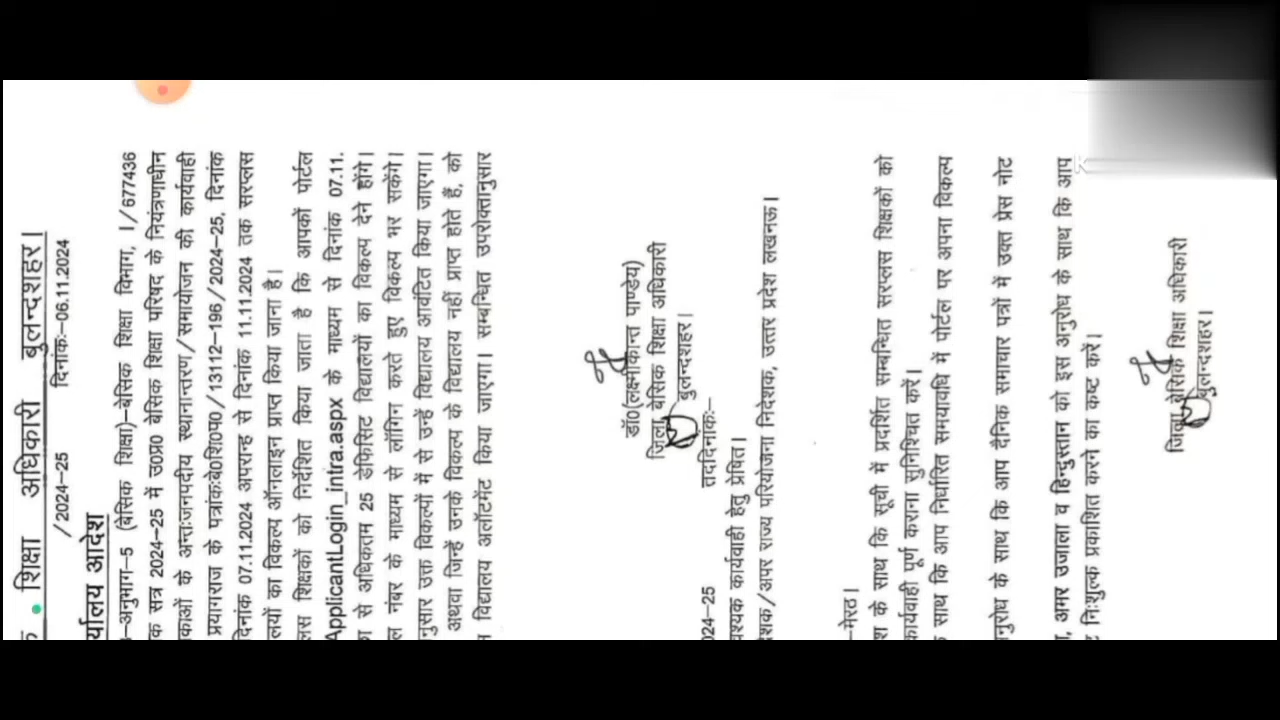 शिक्षा अधिकारी बुलन्दशहर।
/2024–25 दिनांकः–06.11.2024
र्यालय आदेश
–अनुभाग–5 (बेसिक शिक्षा)–बेसिक शिक्षा विभाग, I/677436
क सत्र 2024–25 में उ0प्र0 बेसिक शिक्षा परिषद के नियंत्रणाधीन
काओं के अन्तःजनपदीय स्थानान्तरण/समायोजन की कार्यवाही
प्रयागराज के पत्रांकःबे0शि0प0/13112–196/2024–25, दिनांक
दिनांक 07.11.2024 अपरान्ह से दिनांक 11.11.2024 तक सरप्लस
लयों का विकल्प ऑनलाइन प्राप्त किया जाना है।
लस शिक्षकों को निर्देशित किया जाता है कि आपकों पोर्टल
ApplicantLogin_intra.aspx के माध्यम से दिनांक 07.11.
से अधिकतम 25 डेफिसिट विद्यालयों का विकल्प देने होंगे।
ल नंबर के माध्यम से लॉगिन करते हुए विकल्प भर सकेंगे।
नुसार उक्त विकल्पों में से उन्हें विद्यालय आवंटित किया जाएगा।
अथवा जिन्हें उनके विकल्प के विद्यालय नहीं प्राप्त होते हैं, को
विद्यालय अलॉटमेंट किया जाएगा। सम्बन्धित उपरोक्तानुसार
डॉ0(लक्ष्मीकान्त पाण्डेय)
जिला बेसिक शिक्षा अधिकारी
बुलन्दशहर।
024–25 तद्दिनांकः–
वश्यक कार्यवाही हेतु प्रेषित।
देशक/अपर राज्य परियोजना निदेशक, उत्तर प्रदेश लखनऊ।
–मेरठ।
के साथ कि सूची में प्रदर्शित सम्बन्धित सरप्लस शिक्षकों को
कार्यवाही पूर्ण कराना सुनिश्चित करें।
साथ कि आप निर्धारित समयावधि में पोर्टल पर अपना विकल्प
नुरोध के साथ कि आप दैनिक समाचार पत्रों में उक्त प्रेस नोट
, अमर उजाला व हिन्दुस्तान को इस अनुरोध के साथ कि आप
निःशुल्क प्रकाशित करने का कष्ट करें।
जिला बेसिक शिक्षा अधिकारी
बुलन्दशहर।